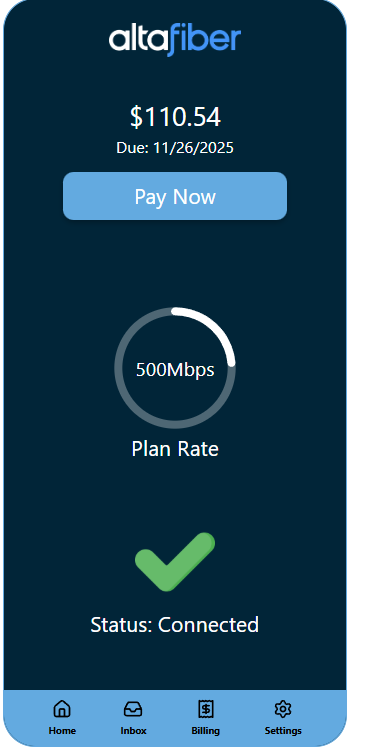 altafiber
$110.54
Due: 11/26/2025
Pay Now
500Mbps
Plan Rate
Status: Connected
Home Inbox Billing Settings